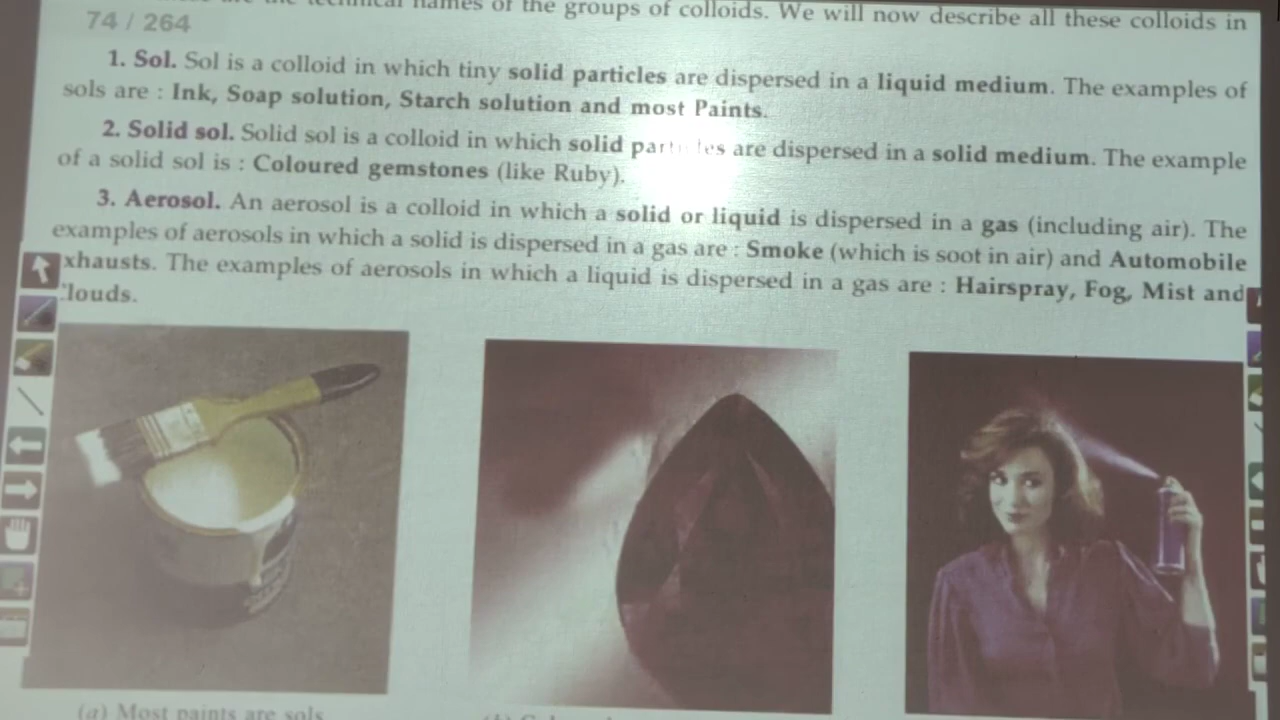 the technical names of the groups of colloids. We will now describe all these colloids in
74 / 264
1. Sol. Sol is a colloid in which tiny solid particles are dispersed in a liquid medium. The examples of
sols are : Ink, Soap solution, Starch solution and most Paints.
2. Solid sol. Solid sol is a colloid in which solid particles are dispersed in a solid medium. The example
of a solid sol is : Coloured gemstones (like Ruby).
3. Aerosol. An aerosol is a colloid in which a solid or liquid is dispersed in a gas (including air). The
examples of aerosols in which a solid is dispersed in a gas are : Smoke (which is soot in air) and Automobile
xhausts. The examples of aerosols in which a liquid is dispersed in a gas are : Hairspray, Fog, Mist and
louds.
(a) Most paints are sols